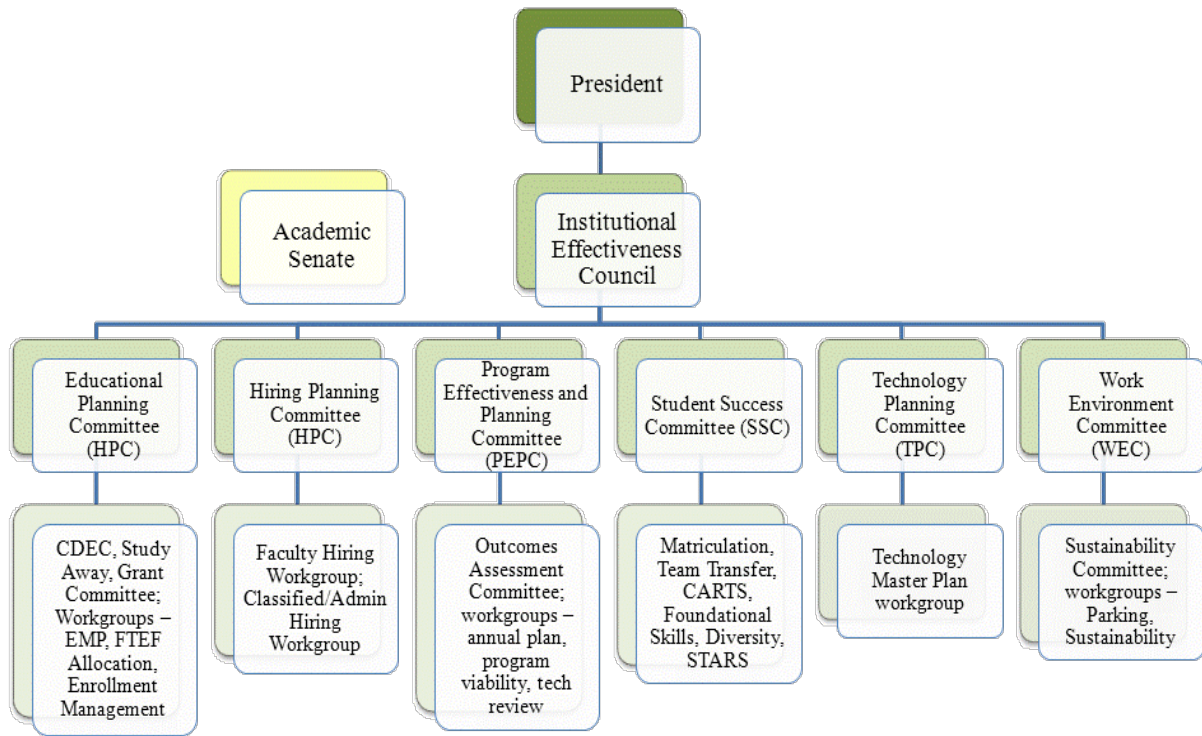 President
Academic
Senate
Institutional
Effectiveness
Council
Educational
Planning
Committee
(HPC)
Hiring Planning
Committee
(HPC)
Program
Effectiveness and
Planning
Committee
(PEPC)
Student Success
Committee (SSC)
Technology
Planning
Committee
(TPC)
Work
Environment
Committee
(WEC)
CDEC, Study
Away, Grant
Committee;
Workgroups –
EMP, FTEF
Allocation,
Enrollment
Management
Faculty Hiring
Workgroup;
Classified/Admin
Hiring
Workgroup
Outcomes
Assessment
Committee;
workgroups –
annual plan,
program
viability, tech
review
Matriculation,
Team Transfer,
CARTS,
Foundational
Skills, Diversity,
STARS
Technology
Master Plan
workgroup
Sustainability
Committee;
workgroups –
Parking,
Sustainability